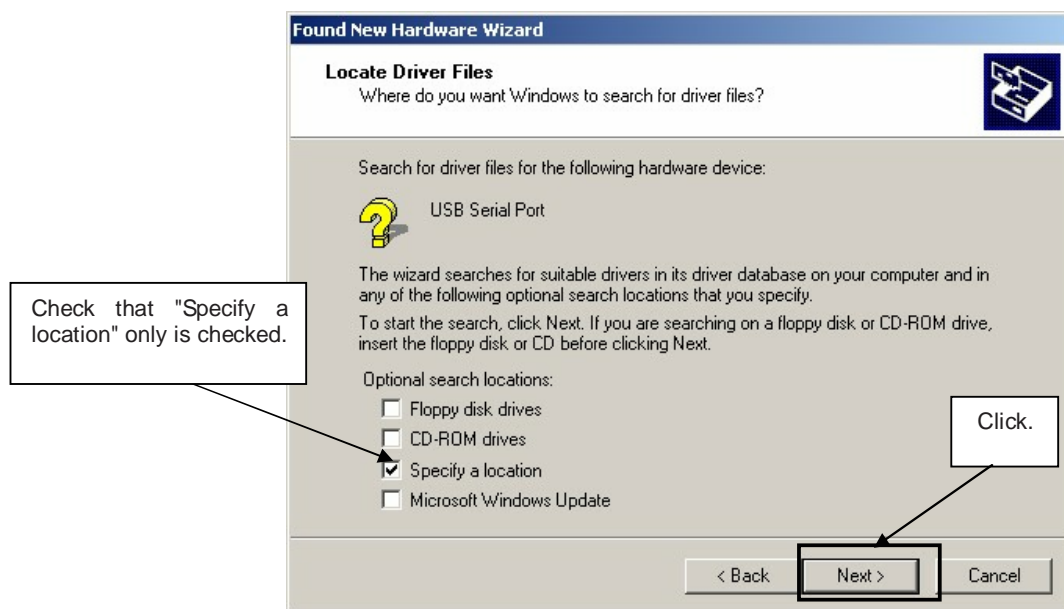 Found New Hardware Wizard
Locate Driver Files
Where do you want Windows to search for driver files?
Search for driver files for the following hardware device:
USB Serial Port
The wizard searches for suitable drivers in its driver database on your computer and in
any of the following optional search locations that you specify.
To start the search, click Next. If you are searching on a floppy disk or CD-ROM drive,
insert the floppy disk or CD before clicking Next.
Check that "Specify a
location" only is checked.
Optional search locations:
Floppy disk drives
CD-ROM drives
Specify a location
Microsoft Windows Update
Click.
< Back
Next >
Cancel